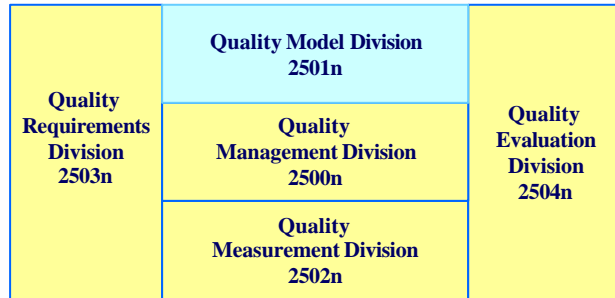 Quality
Requirements
Division
2503n
Quality Model Division
2501n
Quality
Management Division
2500n
Quality
Measurement Division
2502n
Quality
Evaluation
Division
2504n